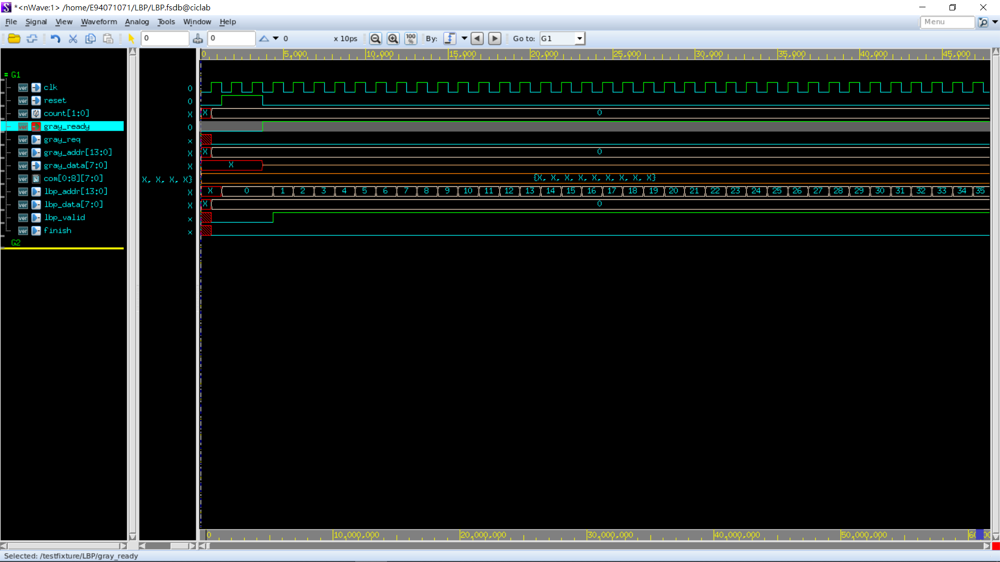 *<nWave:1> /home/E94071071/LBP/LBP.fsdb@ciclab
File Signal View Waveform Analog Tools Window Help Menu
0 0 0 x 10ps 100 % By: Go to: G1
0 5,000 10,000 15,000 20,000 25,000 30,000 35,000 40,000 45,000
G1
ver clk 0
ver reset 0
ver count[1:0] X X 0
ver gray_ready 0
ver gray_req x
ver gray_addr[13:0] X X 0
ver gray_data[7:0] X X
ver com[0:8][7:0] X, X, X, X} {X, X, X, X, X, X, X, X, X}
ver lbp_addr[13:0] X X 0 1 2 3 4 5 6 7 8 9 10 11 12 13 14 15 16 17 18 19 20 21 22 23 24 25 26 27 28 29 30 31 32 33 34 35
ver lbp_data[7:0] X X 0
ver lbp_valid x
ver finish x
G2
0 10,000,000 20,000,000 30,000,000 40,000,000 50,000,000
Selected: /testfixture/LBP/gray_ready